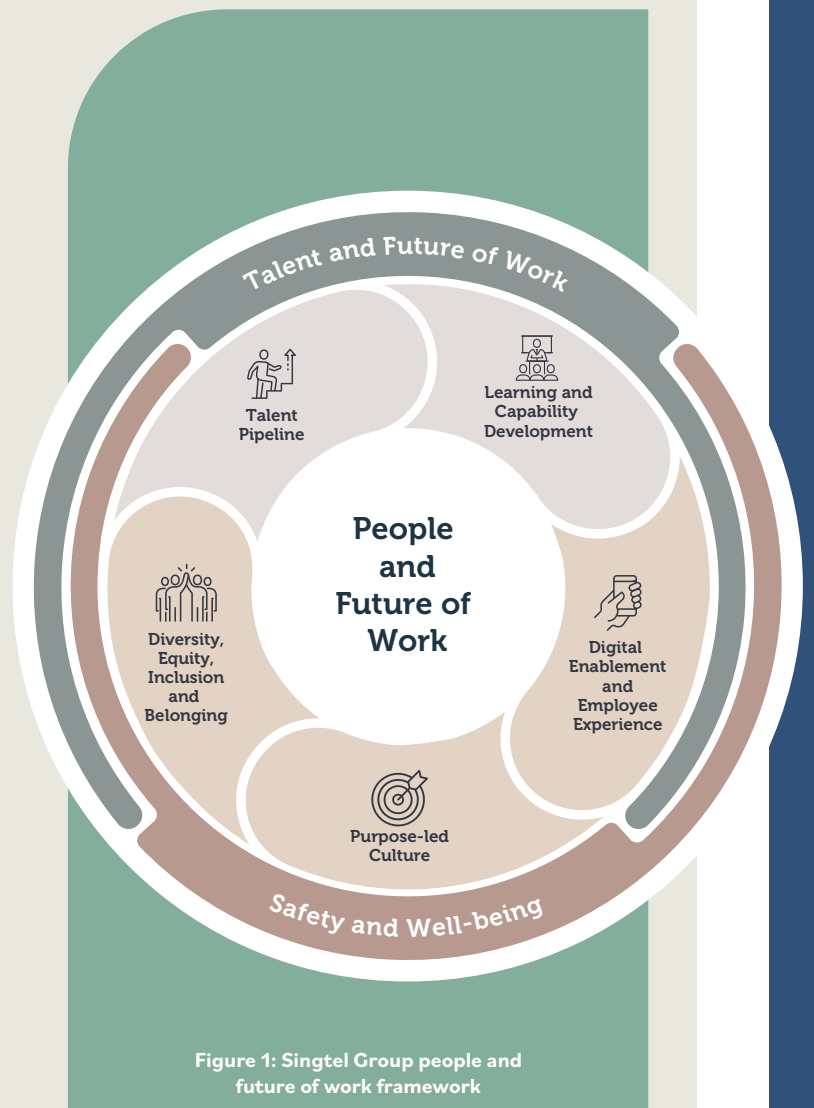 Talent and Future of Work
Talent
Pipeline
Learning and
Capability
Development
People
and
Future of
Work
Diversity,
Equity,
Inclusion
and
Belonging
Digital
Enablement
and
Employee
Experience
Purpose-led
Culture
Safety and Well-being
Figure 1: Singtel Group people and
future of work framework